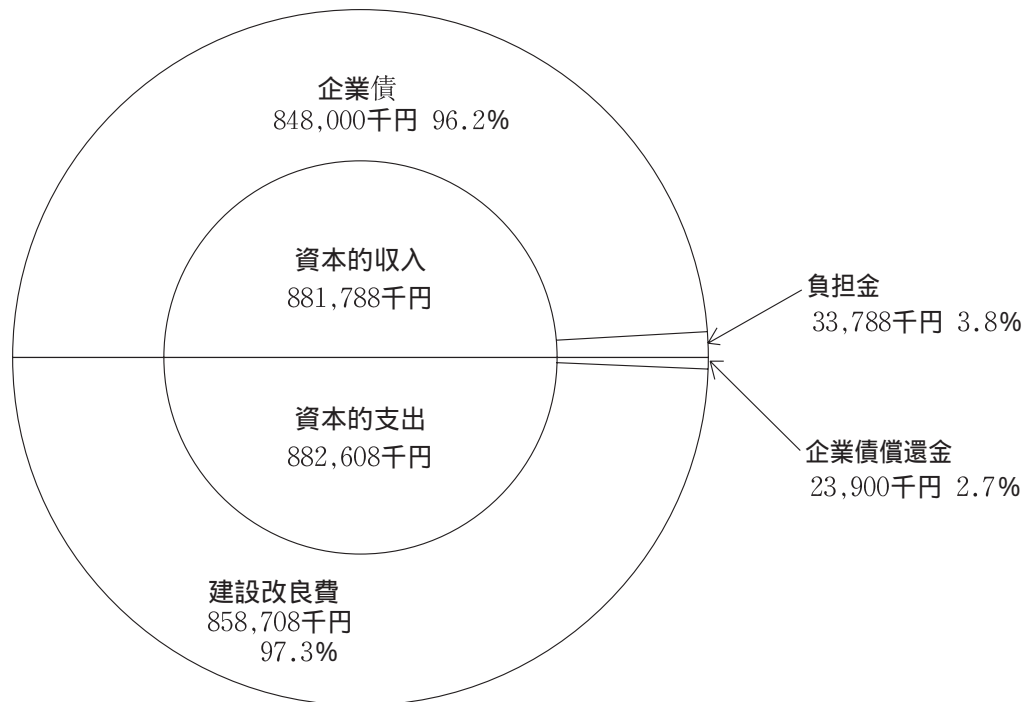 企業債
848,000千円 96.2%
資本的収入
881,788千円
負担金
33,788千円 3.8%
資本的支出
882,608千円
企業債償還金
23,900千円 2.7%
建設改良費
858,708千円
97.3%